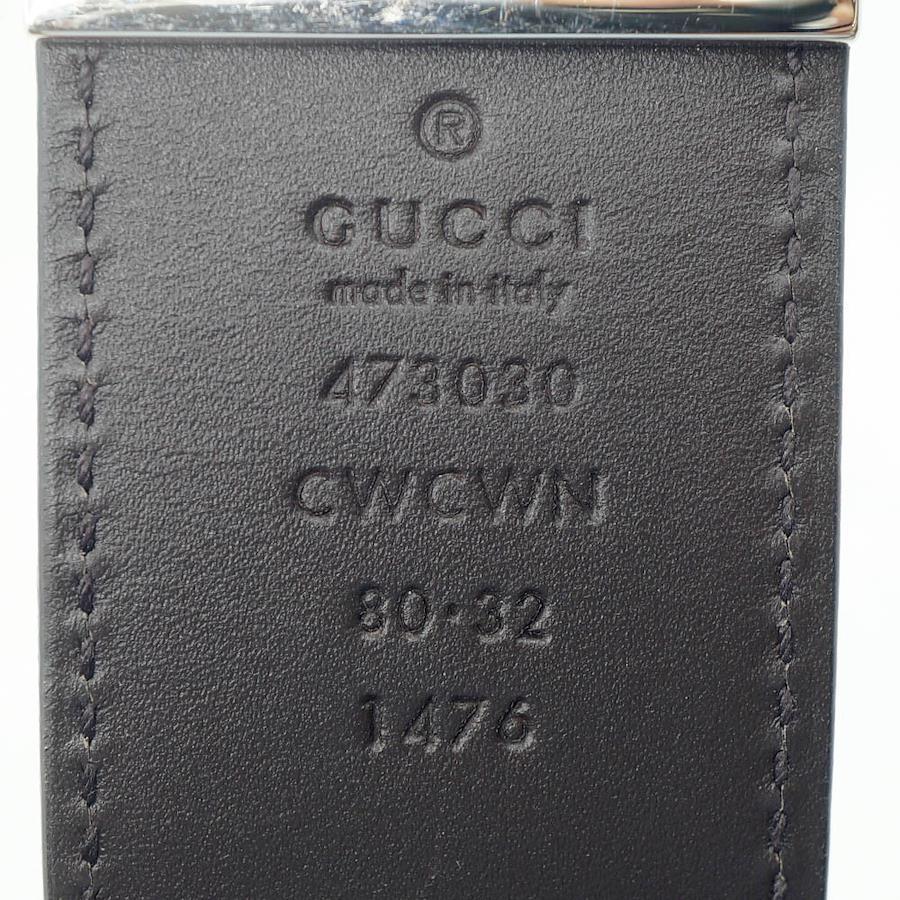 ®
GUCCI
made in italy
473030
CWCWN
80·32
1476